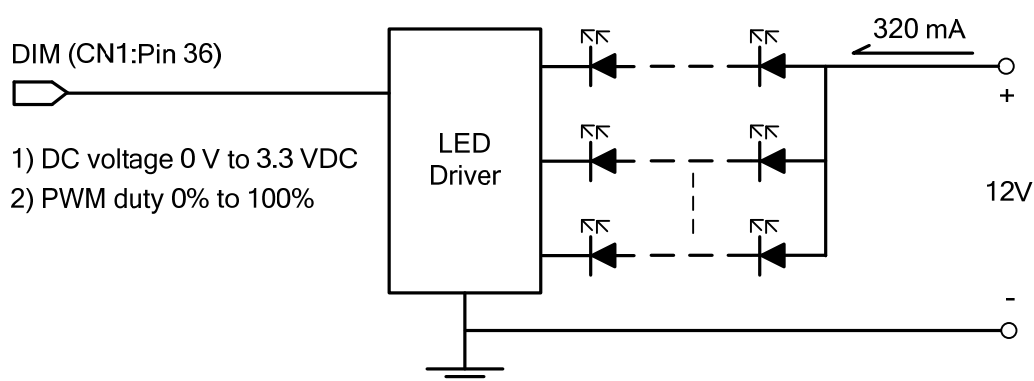 320 mA
DIM (CN1:Pin 36)
+
LED
Driver
1) DC voltage 0 V to 3.3 VDC
2) PWM duty 0% to 100%
12V
-